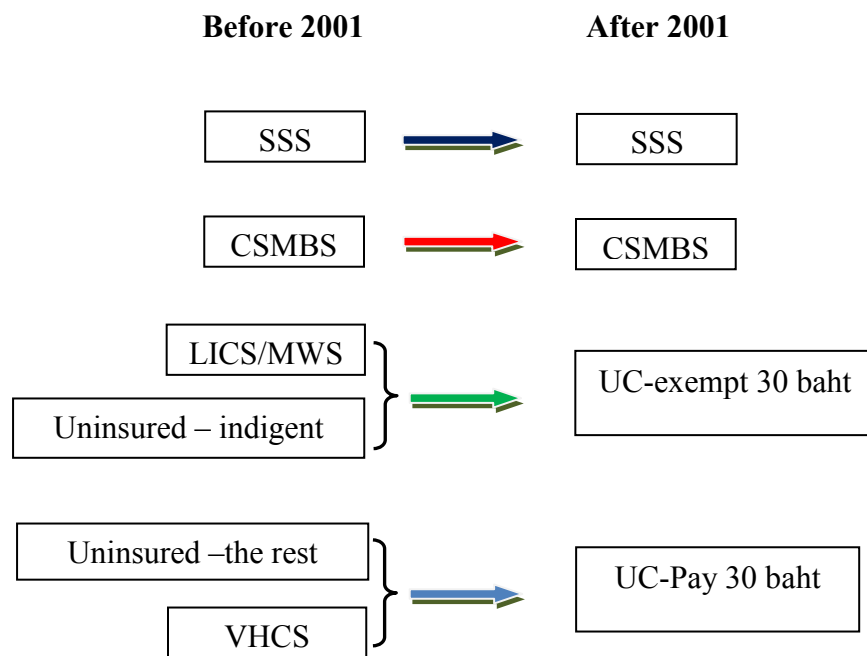 Before 2001
After 2001
SSS
SSS
CSMBS
CSMBS
LICS/MWS
Uninsured – indigent
UC-exempt 30 baht
Uninsured –the rest
VHCS
UC-Pay 30 baht